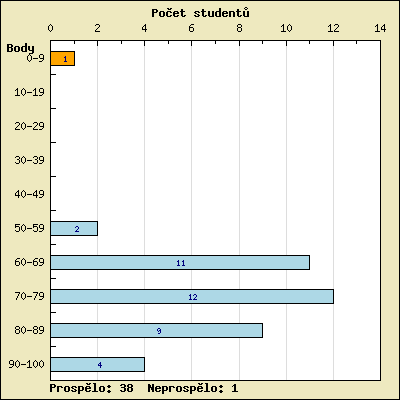 Počet studentů
0 2 4 6 8 10 12 14
Body
0-9 1
10-19
20-29
30-39
40-49
50-59 2
60-69 11
70-79 12
80-89 9
90-100 4
Prospělo: 38 Neprospělo: 1